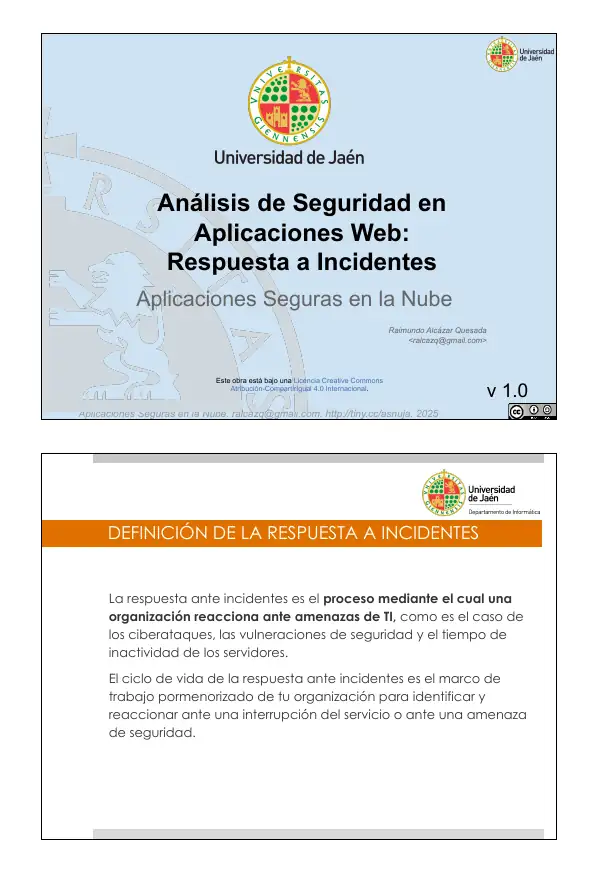 Universidad
de Jaén
VNIVERSITAS
GIENNENSIS
Universidad de Jaén
Análisis de Seguridad en
Aplicaciones Web:
Respuesta a Incidentes
Aplicaciones Seguras en la Nube
Raimundo Alcázar Quesada
<ralcazq@gmail.com>
Este obra está bajo una Licencia Creative Commons
Atribución-CompartirIgual 4.0 Internacional.
v 1.0
Aplicaciones Seguras en la Nube. ralcazq@gmail.com. http://tiny.cc/asnuja. 2025
Universidad
de Jaén
Departamento de Informática
DEFINICIÓN DE LA RESPUESTA A INCIDENTES
La respuesta ante incidentes es el proceso mediante el cual una
organización reacciona ante amenazas de TI, como es el caso de
los ciberataques, las vulneraciones de seguridad y el tiempo de
inactividad de los servidores.
El ciclo de vida de la respuesta ante incidentes es el marco de
trabajo pormenorizado de tu organización para identificar y
reaccionar ante una interrupción del servicio o ante una amenaza
de seguridad.